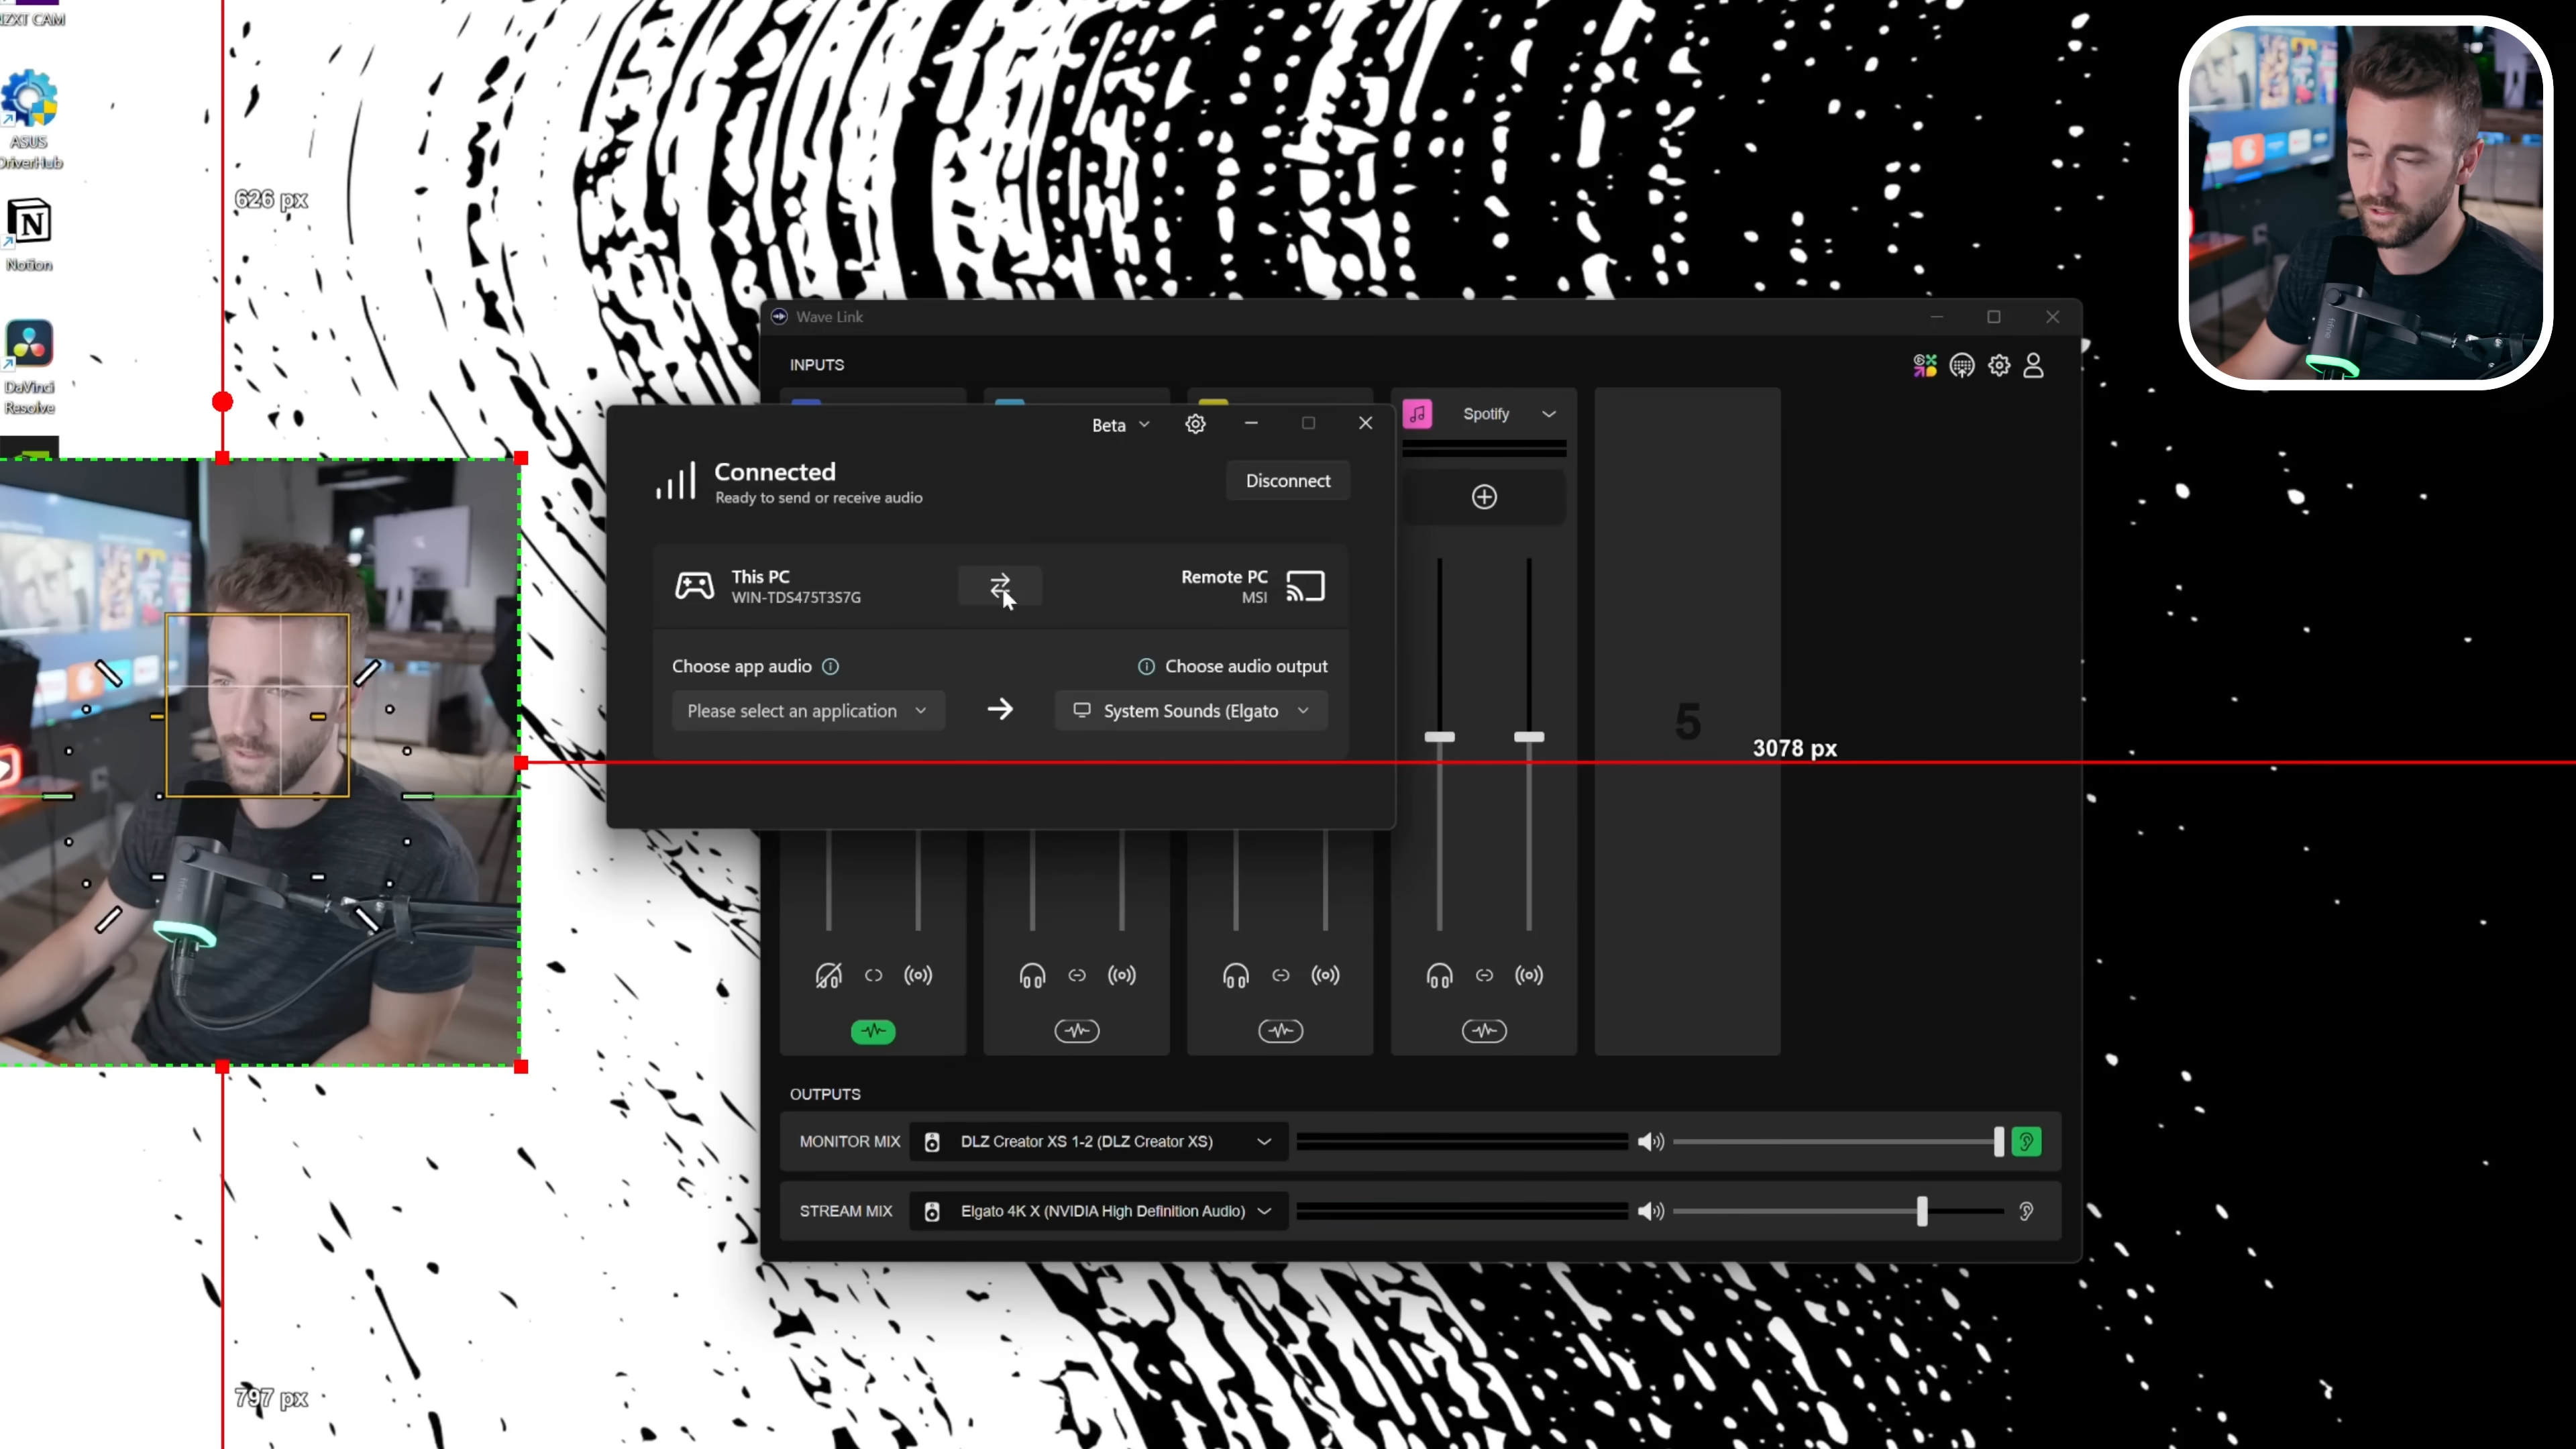 NZXT CAM
ASUS
DriverHub
Notion
DaVinci
Resolve
626 px
797 px
3078 px
Wave Link
INPUTS
Spotify
5
Beta
Connected
Ready to send or receive audio
Disconnect
This PC
WIN-TDS475T3S7G
Remote PC
MSI
Choose app audio
Choose audio output
Please select an application
System Sounds (Elgato
OUTPUTS
MONITOR MIX
DLZ Creator XS 1-2 (DLZ Creator XS)
STREAM MIX
Elgato 4K X (NVIDIA High Definition Audio)